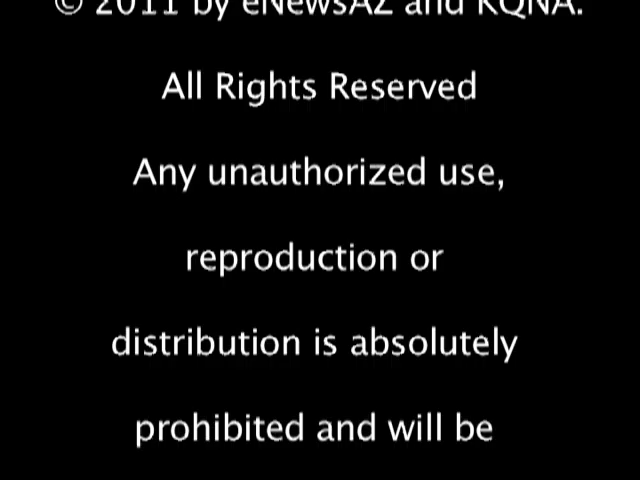 © 2011 by eNewsAZ and KQNA.
All Rights Reserved
Any unauthorized use,
reproduction or
distribution is absolutely
prohibited and will be